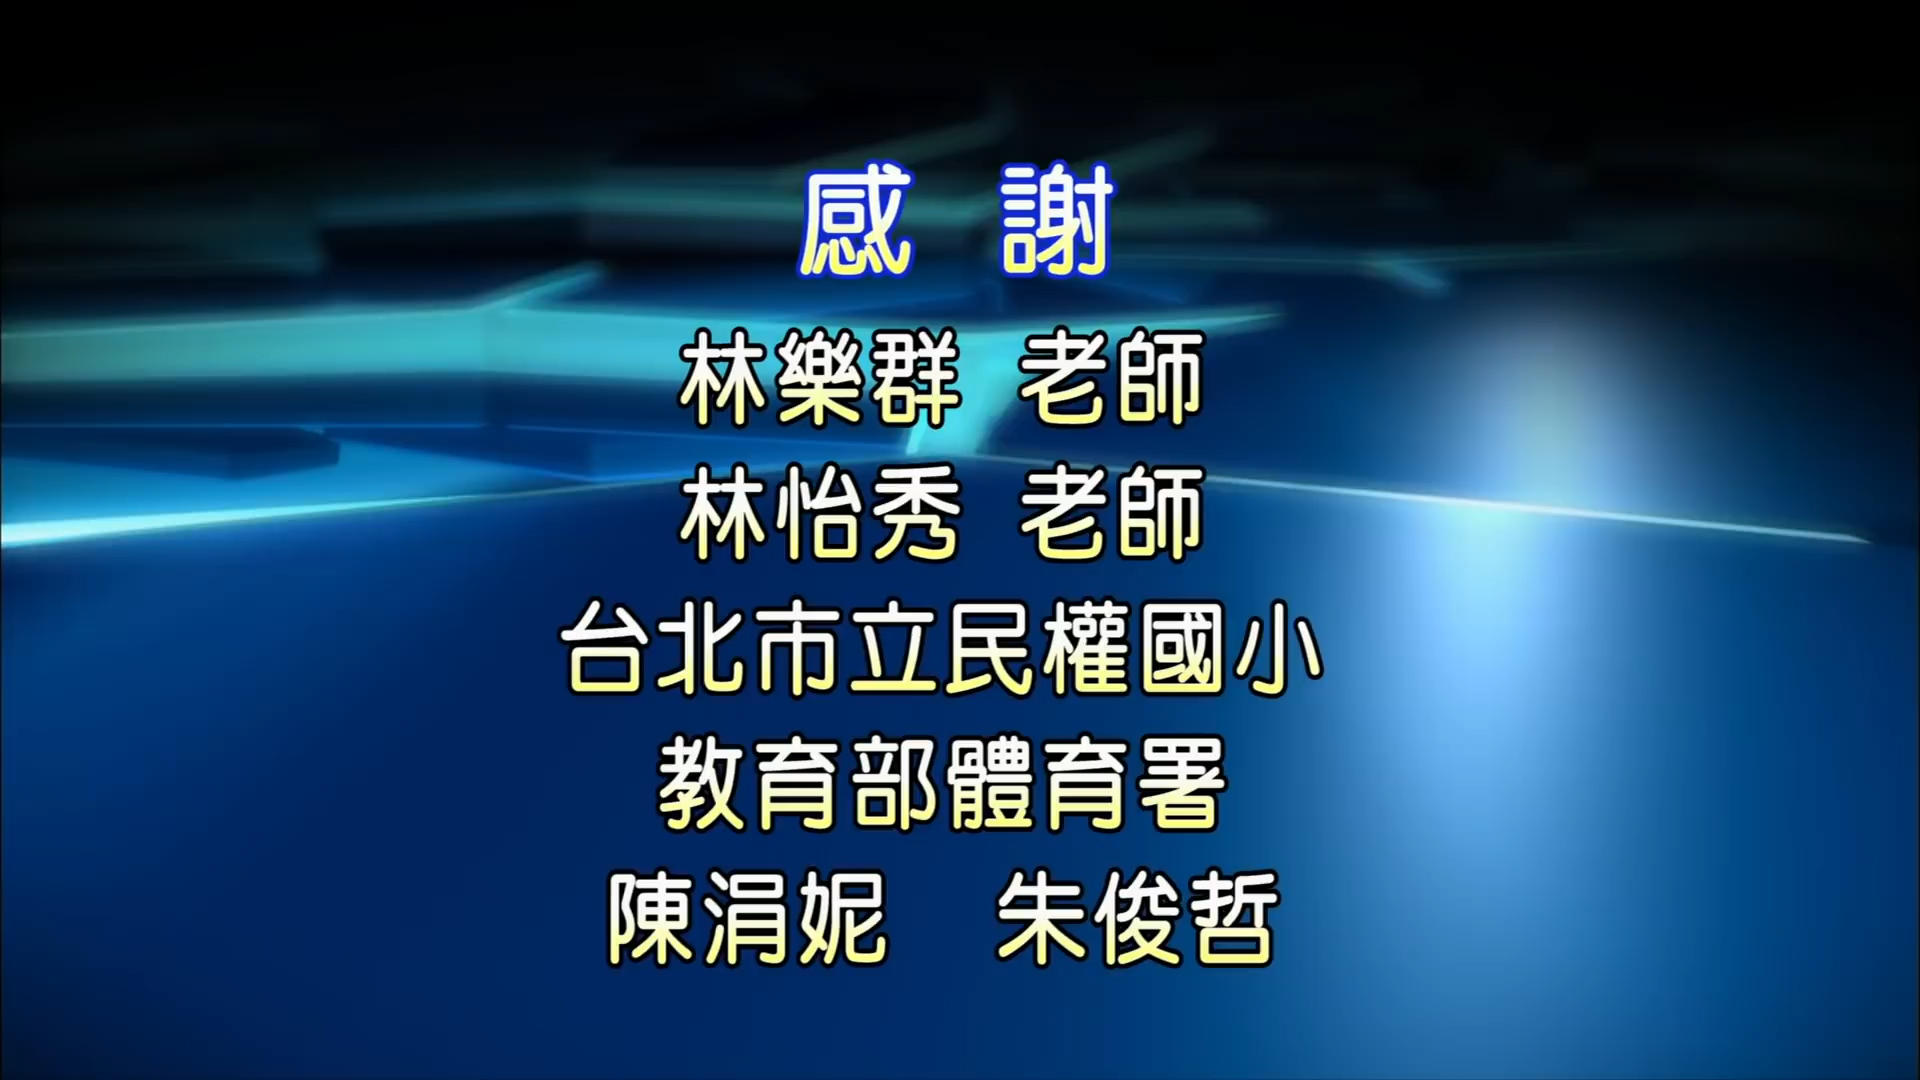 感 謝
林樂群 老師
林怡秀 老師
台北市立民權國小
教育部體育署
陳涓妮 朱俊哲